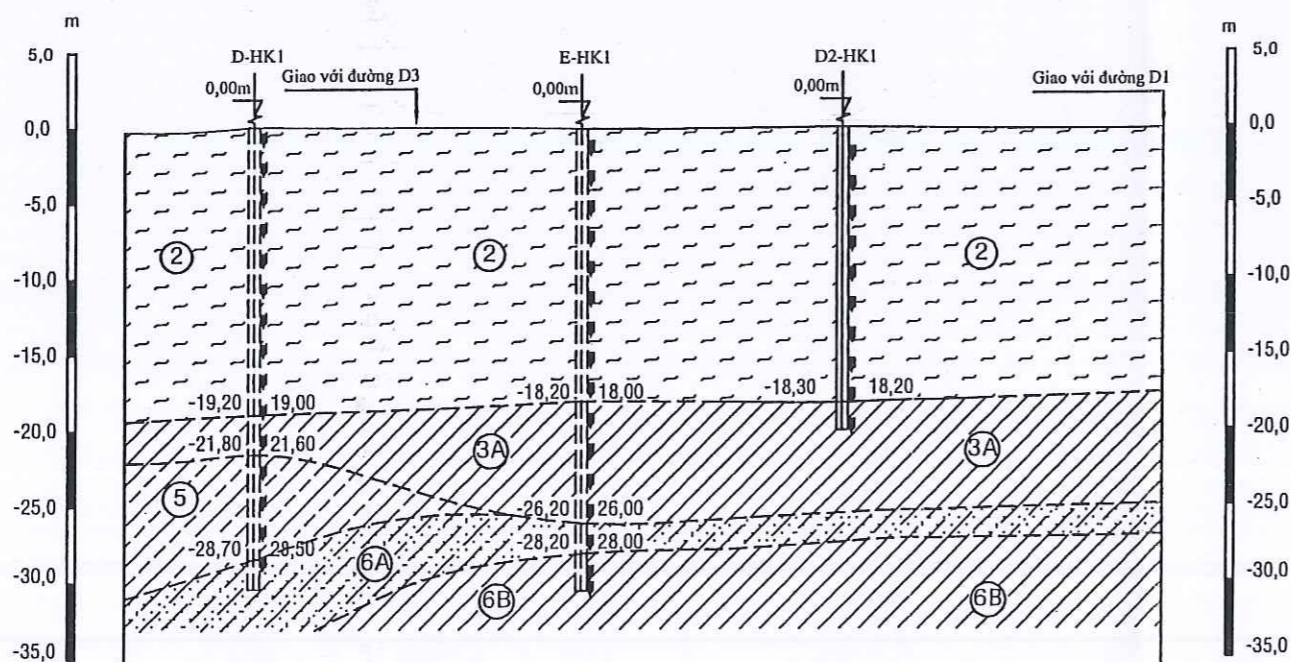 m
m
5,0
D-HK1
E-HK1
D2-HK1
5,0
0,00m
Giao với đường D3
0,00m
0,00m
Giao với đường D1
0,0
0,0
-5,0
-5,0
2
2
2
-10,0
-10,0
-15,0
-15,0
-19,20 19,00
-18,20 18,00
-18,30 18,20
-20,0
-20,0
-21,80 21,60
3A
3A
5
-25,0
-25,0
-26,20 26,00
-28,70 28,50
-28,20 28,00
6A
-30,0
-30,0
6B
6B
-35,0
-35,0